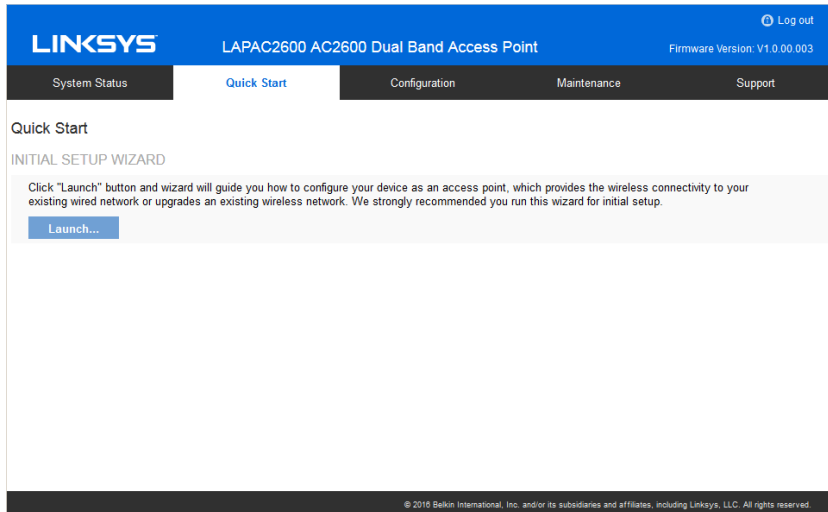 Log out
LINKSYS
LAPAC2600 AC2600 Dual Band Access Point
Firmware Version: V1.0.00.003
System Status
Quick Start
Configuration
Maintenance
Support
Quick Start
INITIAL SETUP WIZARD
Click "Launch" button and wizard will guide you how to configure your device as an access point, which provides the wireless connectivity to your
existing wired network or upgrades an existing wireless network. We strongly recommended you run this wizard for initial setup.
Launch...
© 2016 Belkin International, Inc. and/or its subsidiaries and affiliates, including Linksys, LLC. All rights reserved.